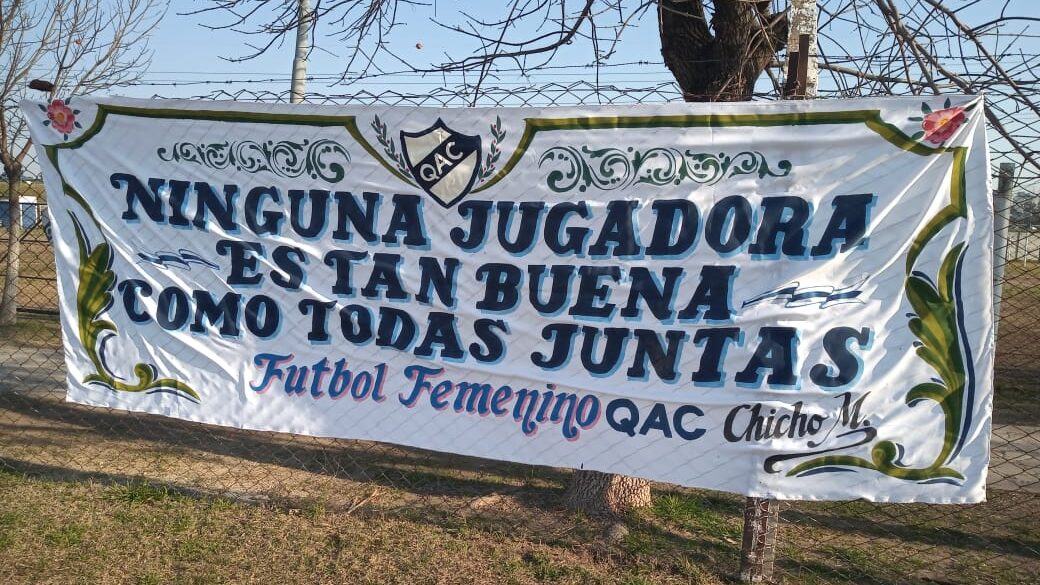 QAC
NINGUNA JUGADORA
ES TAN BUENA
COMO TODAS JUNTAS
Futbol Femenino QAC Chicho M.